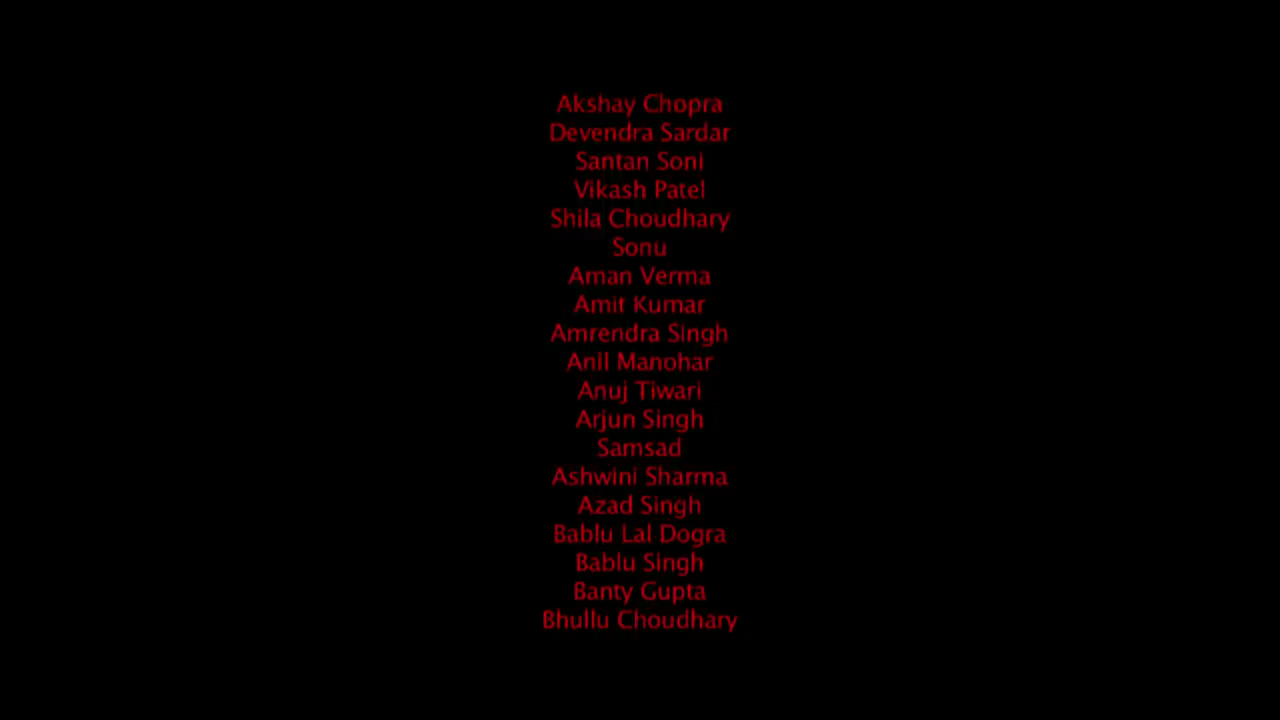 Akshay Chopra
Devendra Sardar
Santan Soni
Vikash Patel
Shila Choudhary
Sonu
Aman Verma
Amit Kumar
Amrendra Singh
Anil Manohar
Anuj Tiwari
Arjun Singh
Samsad
Ashwini Sharma
Azad Singh
Bablu Lal Dogra
Bablu Singh
Banty Gupta
Bhullu Choudhary